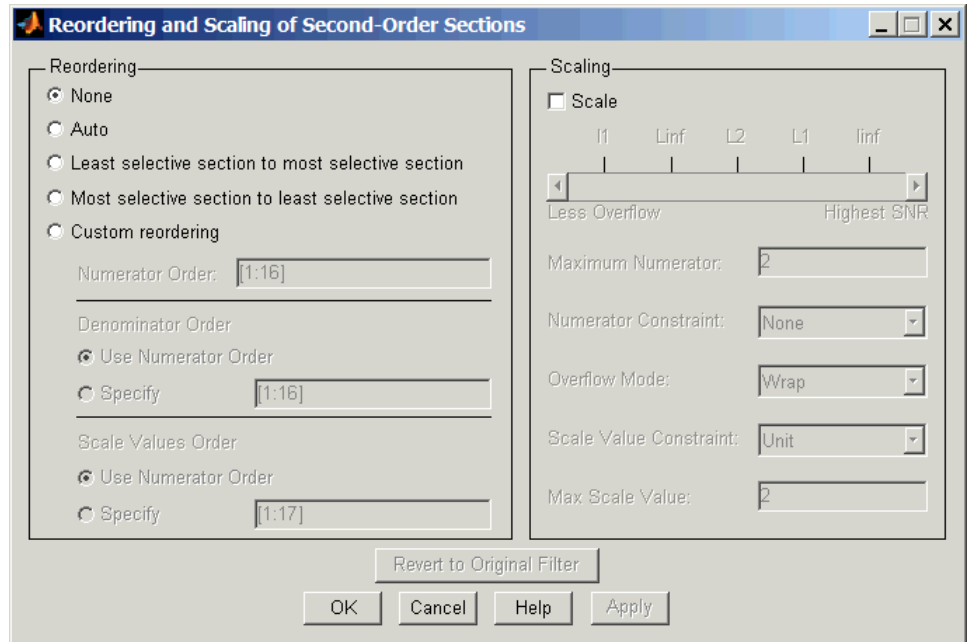 Reordering and Scaling of Second-Order Sections
Reordering
None
Auto
Least selective section to most selective section
Most selective section to least selective section
Custom reordering
Numerator Order: [1:16]
Denominator Order
Use Numerator Order
Specify [1:16]
Scale Values Order
Use Numerator Order
Specify [1:17]
Scaling
Scale
l1 Linf L2 L1 linf
Less Overflow Highest SNR
Maximum Numerator: 2
Numerator Constraint: None
Overflow Mode: Wrap
Scale Value Constraint: Unit
Max Scale Value: 2
Revert to Original Filter
OK Cancel Help Apply